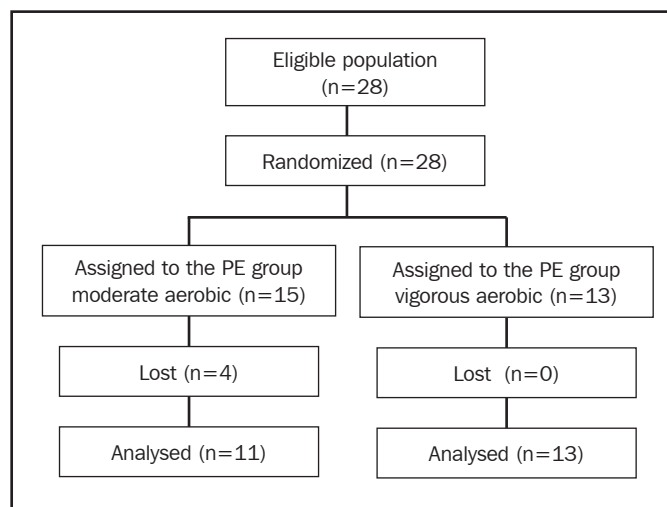 Eligible population
(n=28)
Randomized (n=28)
Assigned to the PE group
moderate aerobic (n=15)
Assigned to the PE group
vigorous aerobic (n=13)
Lost (n=4)
Lost (n=0)
Analysed (n=11)
Analysed (n=13)